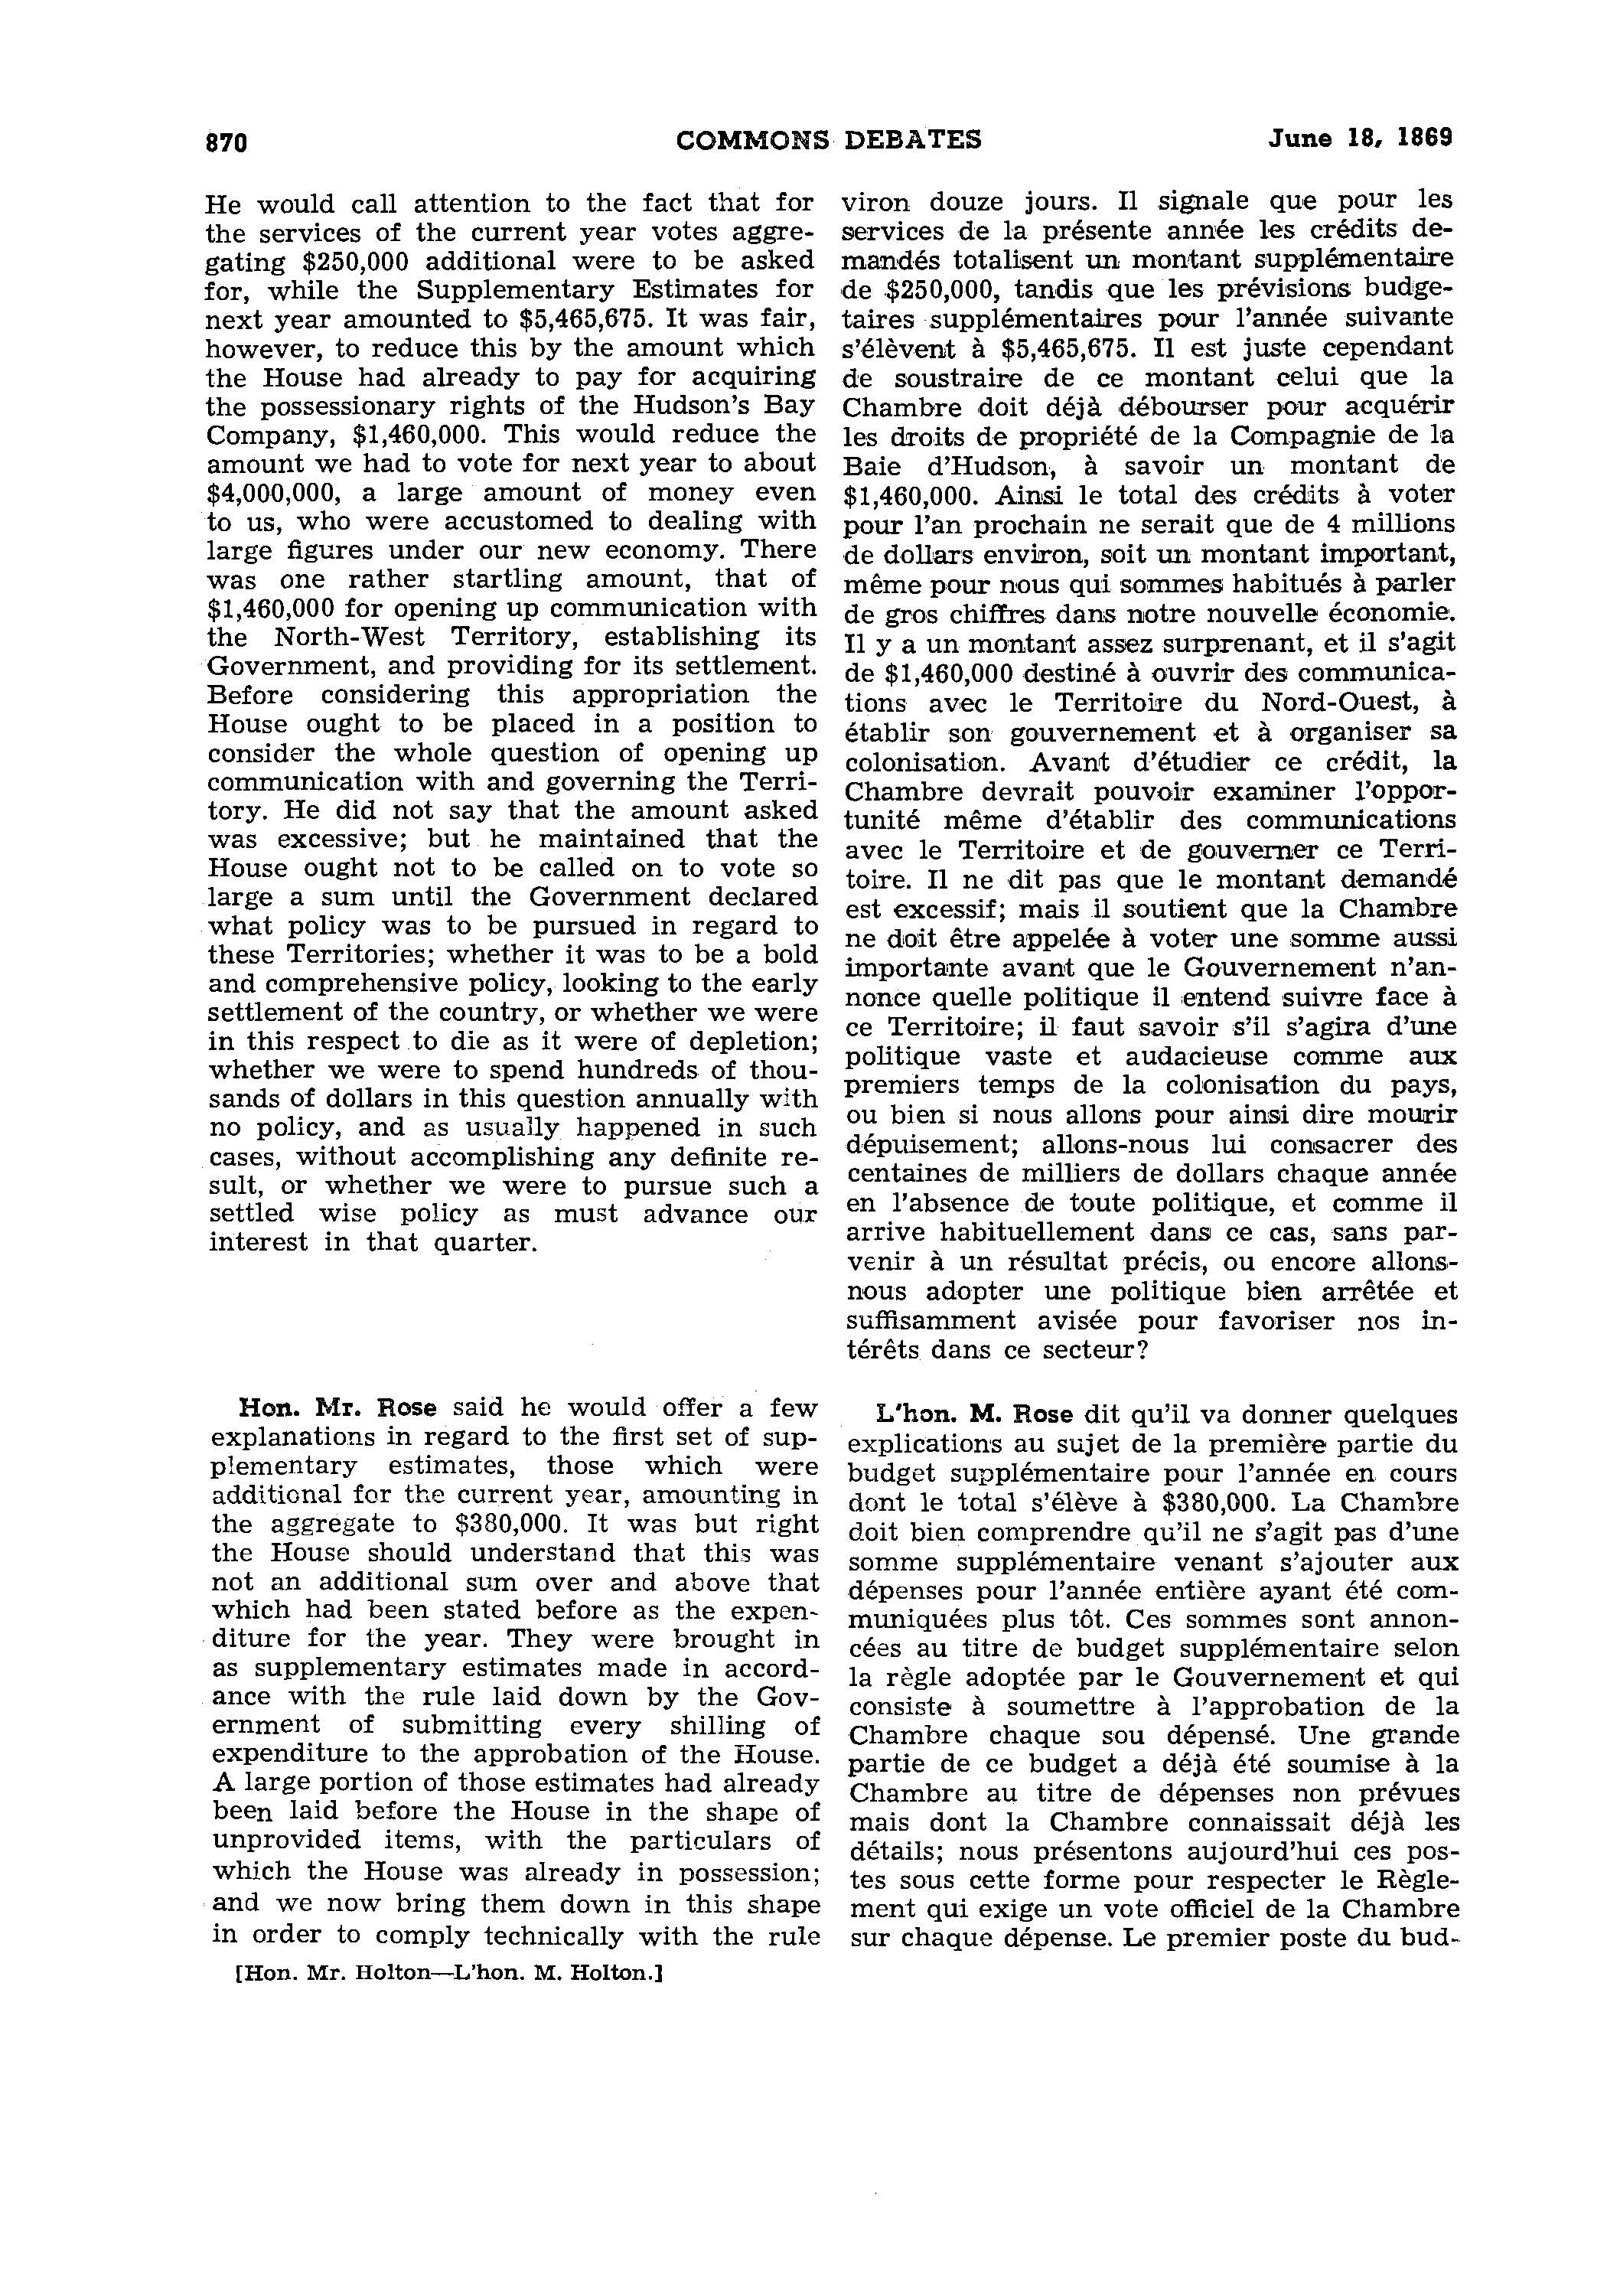 870 COMMONS DEBATES June 18, 1869
He would call attention to the fact that for
the services of the current year votes aggre-
gating $250,000 additional were to be asked
for, while the Supplementary Estimates for
next year amounted to $5,465,675. It was fair,
however, to reduce this by the amount which
the House had already to pay for acquiring
the possessionary rights of the Hudson's Bay
Company, $1,460,000. This would reduce the
amount we had to vote for next year to about
$4,000,000, a large amount of money even
to us, who were accustomed to dealing with
large figures under our new economy. There
was one rather startling amount, that of
$1,460,000 for opening up communication with
the North-West Territory, establishing its
Government, and providing for its settlement.
Before considering this appropriation the
House ought to be placed in a position to
consider the whole question of opening up
communication with and governing the Terri-
tory. He did not say that the amount asked
was excessive; but he maintained that the
House ought not to be called on to vote so
large a sum until the Government declared
what policy was to be pursued in regard to
these Territories; whether it was to be a bold
and comprehensive policy, looking to the early
settlement of the country, or whether we were
in this respect to die as it were of depletion;
whether we were to spend hundreds of thou-
sands of dollars in this question annually with
no policy, and as usually happened in such
cases, without accomplishing any definite re-
sult, or whether we were to pursue such a
settled wise policy as must advance our
interest in that quarter.
Hon. Mr. Rose said he would offer a few
explanations in regard to the first set of sup-
plementary estimates, those which were
additional for the current year, amounting in
the aggregate to $380,000. It was but right
the House should understand that this was
not an additional sum over and above that
which had been stated before as the expen-
diture for the year. They were brought in
as supplementary estimates made in accord-
ance with the rule laid down by the Gov-
ernment of submitting every shilling of
expenditure to the approbation of the House.
A large portion of those estimates had already
been laid before the House in the shape of
unprovided items, with the particulars of
which the House was already in possession;
and we now bring them down in this shape
in order to comply technically with the rule
[Hon. Mr. Holton—L'hon. M. Holton.]
viron douze jours. Il signale que pour les
services de la présente année les crédits de-
mandés totalisent un montant supplémentaire
de $250,000, tandis que les prévisions budge-
taires supplémentaires pour l'année suivante
s'élèvent à $5,465,675. Il est juste cependant
de soustraire de ce montant celui que la
Chambre doit déjà débourser pour acquérir
les droits de propriété de la Compagnie de la
Baie d'Hudson, à savoir un montant de
$1,460,000. Ainsi le total des crédits à voter
pour l'an prochain ne serait que de 4 millions
de dollars environ, soit un montant important,
même pour nous qui sommes habitués à parler
de gros chiffres dans notre nouvelle économie.
Il y a un montant assez surprenant, et il s'agit
de $1,460,000 destiné à ouvrir des communica-
tions avec le Territoire du Nord-Ouest, à
établir son gouvernement et à organiser sa
colonisation. Avant d'étudier ce crédit, la
Chambre devrait pouvoir examiner l'oppor-
tunité même d'établir des communications
avec le Territoire et de gouverner ce Terri-
toire. Il ne dit pas que le montant demandé
est excessif; mais il soutient que la Chambre
ne doit être appelée à voter une somme aussi
importante avant que le Gouvernement n'an-
nonce quelle politique il entend suivre face à
ce Territoire; il faut savoir s'il s'agira d'une
politique vaste et audacieuse comme aux
premiers temps de la colonisation du pays,
ou bien si nous allons pour ainsi dire mourir
dépuisement; allons-nous lui consacrer des
centaines de milliers de dollars chaque année
en l'absence de toute politique, et comme il
arrive habituellement dans ce cas, sans par-
venir à un résultat précis, ou encore allons-
nous adopter une politique bien arrêtée et
suffisamment avisée pour favoriser nos in-
térêts dans ce secteur?
L'hon. M. Rose dit qu'il va donner quelques
explications au sujet de la première partie du
budget supplémentaire pour l'année en cours
dont le total s'élève à $380,000. La Chambre
doit bien comprendre qu'il ne s'agit pas d'une
somme supplémentaire venant s'ajouter aux
dépenses pour l'année entière ayant été com-
muniquées plus tôt. Ces sommes sont annon-
cées au titre de budget supplémentaire selon
la règle adoptée par le Gouvernement et qui
consiste à soumettre à l'approbation de la
Chambre chaque sou dépensé. Une grande
partie de ce budget a déjà été soumise à la
Chambre au titre de dépenses non prévues
mais dont la Chambre connaissait déjà les
détails; nous présentons aujourd'hui ces pos-
tes sous cette forme pour respecter le Règle-
ment qui exige un vote officiel de la Chambre
sur chaque dépense. Le premier poste du bud-